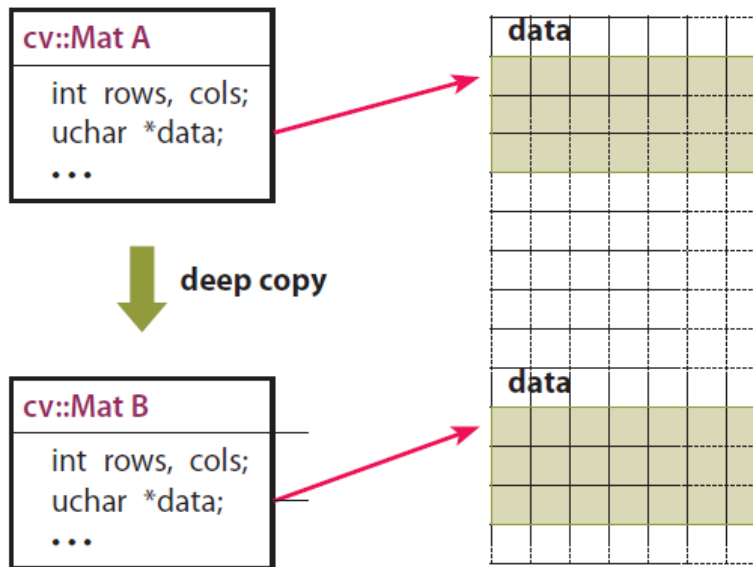 cv::Mat A
int rows, cols;
uchar *data;
...
data
deep copy
cv::Mat B
int rows, cols;
uchar *data;
...
data